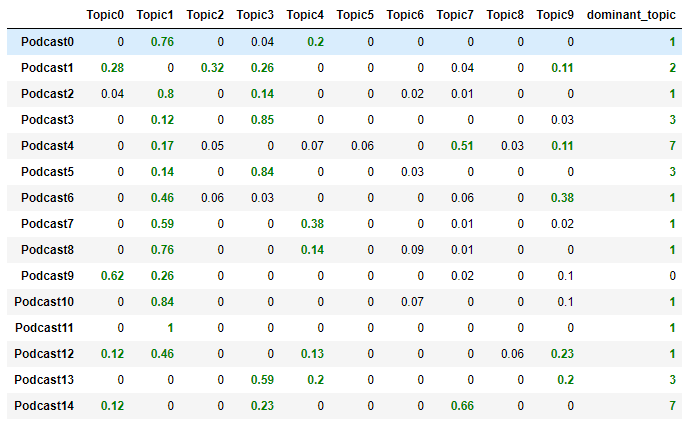 Topic0 Topic1 Topic2 Topic3 Topic4 Topic5 Topic6 Topic7 Topic8 Topic9 dominant_topic
Podcast0 0 0.76 0 0.04 0.2 0 0 0 0 0 1
Podcast1 0.28 0 0.32 0.26 0 0 0 0.04 0 0.11 2
Podcast2 0.04 0.8 0 0.14 0 0 0.02 0.01 0 0 1
Podcast3 0 0.12 0 0.85 0 0 0 0 0 0.03 3
Podcast4 0 0.17 0.05 0 0.07 0.06 0 0.51 0.03 0.11 7
Podcast5 0 0.14 0 0.84 0 0 0.03 0 0 0 3
Podcast6 0 0.46 0.06 0.03 0 0 0 0.06 0 0.38 1
Podcast7 0 0.59 0 0 0.38 0 0 0.01 0 0.02 1
Podcast8 0 0.76 0 0 0.14 0 0.09 0.01 0 0 1
Podcast9 0.62 0.26 0 0 0 0 0 0.02 0 0.1 0
Podcast10 0 0.84 0 0 0 0 0.07 0 0 0.1 1
Podcast11 0 1 0 0 0 0 0 0 0 0 1
Podcast12 0.12 0.46 0 0 0.13 0 0 0 0.06 0.23 1
Podcast13 0 0 0 0.59 0.2 0 0 0 0 0.2 3
Podcast14 0.12 0 0 0.23 0 0 0 0.66 0 0 7